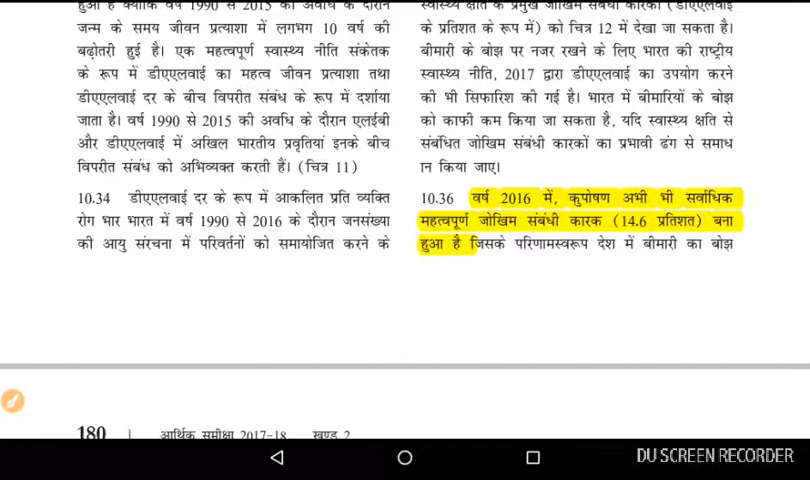 हुआ है क्योंकि वर्ष 1990 से 2015 की अवधि के दौरान
जन्म के समय जीवन प्रत्याशा में लगभग 10 वर्ष की
बढ़ोतरी हुई है। एक महत्वपूर्ण स्वास्थ्य नीति संकेतक
के रूप में डीएएलवाई का महत्व जीवन प्रत्याशा तथा
डीएएलवाई दर के बीच विपरीत संबंध के रूप में दर्शाया
जाता है। वर्ष 1990 से 2015 की अवधि के दौरान एलईबी
और डीएएलवाई में अखिल भारतीय प्रवृतियां इनके बीच
विपरीत संबंध को अभिव्यक्त करती हैं। (चित्र 11)
10.34 डीएएलवाई दर के रूप में आकलित प्रति व्यक्ति
रोग भार भारत में वर्ष 1990 से 2016 के दौरान जनसंख्या
की आयु संरचना में परिवर्तनों को समायोजित करने के
स्वास्थ्य क्षति के प्रमुख जोखिम संबंधी कारकों (डीएएलवाई
के प्रतिशत के रूप में) को चित्र 12 में देखा जा सकता है।
बीमारी के बोझ पर नजर रखने के लिए भारत की राष्ट्रीय
स्वास्थ्य नीति, 2017 द्वारा डीएएलवाई का उपयोग करने
की भी सिफारिश की गई है। भारत में बीमारियों के बोझ
को काफी कम किया जा सकता है, यदि स्वास्थ्य क्षति से
संबंधित जोखिम संबंधी कारकों का प्रभावी ढंग से समाध
ान किया जाए।
10.36 वर्ष 2016 में, कुपोषण अभी भी सर्वाधिक
महत्वपूर्ण जोखिम संबंधी कारक (14.6 प्रतिशत) बना
हुआ है जिसके परिणामस्वरूप देश में बीमारी का बोझ
180 | आर्थिक समीक्षा 2017-18 खण्ड 2
DU SCREEN RECORDER